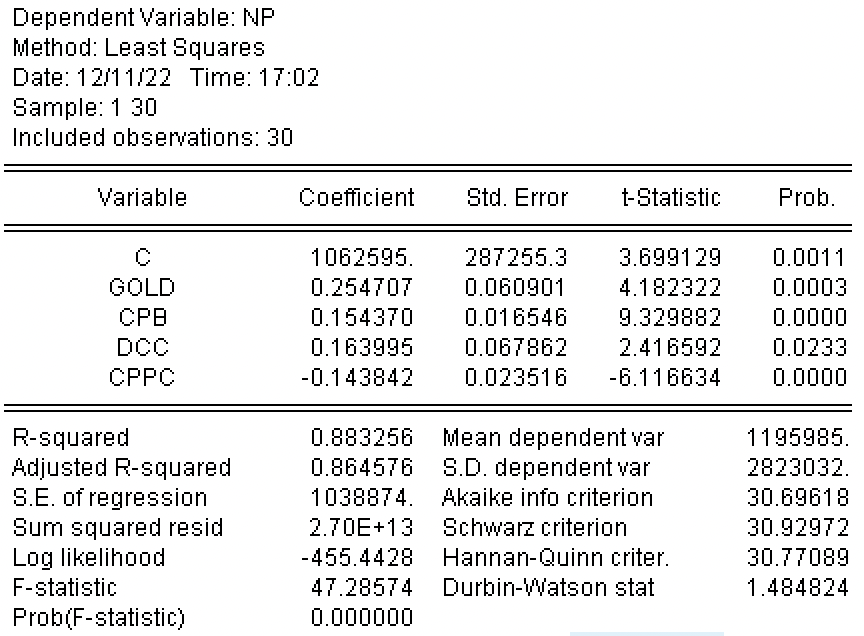 Dependent Variable: NP
Method: Least Squares
Date: 12/11/22 Time: 17:02
Sample: 1 30
Included observations: 30
Variable Coefficient Std. Error t-Statistic Prob.
C 1062595. 287255.3 3.699129 0.0011
GOLD 0.254707 0.060901 4.182322 0.0003
CPB 0.154370 0.016546 9.329882 0.0000
DCC 0.163995 0.067862 2.416592 0.0233
CPPC -0.143842 0.023516 -6.116634 0.0000
R-squared 0.883256 Mean dependent var 1195985.
Adjusted R-squared 0.864576 S.D. dependent var 2823032.
S.E. of regression 1038874. Akaike info criterion 30.69618
Sum squared resid 2.70E+13 Schwarz criterion 30.92972
Log likelihood -455.4428 Hannan-Quinn criter. 30.77089
F-statistic 47.28574 Durbin-Watson stat 1.484824
Prob(F-statistic) 0.000000